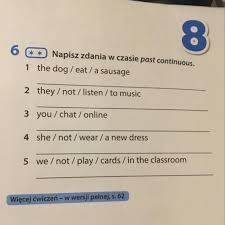 8
6 ** Napisz zdania w czasie past continuous.
1 the dog / eat / a sausage
2 they / not / listen / to music
3 you / chat / online
4 she / not / wear / a new dress
5 we / not / play / cards / in the classroom
Więcej ćwiczeń – w wersji pełnej, s. 62